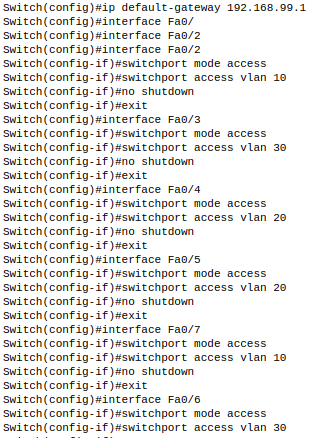 Switch(config)#ip default-gateway 192.168.99.1
Switch(config)#interface Fa0/
Switch(config)#interface Fa0/2
Switch(config)#interface Fa0/2
Switch(config-if)#switchport mode access
Switch(config-if)#switchport access vlan 10
Switch(config-if)#no shutdown
Switch(config-if)#exit
Switch(config)#interface Fa0/3
Switch(config-if)#switchport mode access
Switch(config-if)#switchport access vlan 30
Switch(config-if)#no shutdown
Switch(config-if)#exit
Switch(config)#interface Fa0/4
Switch(config-if)#switchport mode access
Switch(config-if)#switchport access vlan 20
Switch(config-if)#no shutdown
Switch(config-if)#exit
Switch(config)#interface Fa0/5
Switch(config-if)#switchport mode access
Switch(config-if)#switchport access vlan 20
Switch(config-if)#no shutdown
Switch(config-if)#exit
Switch(config)#interface Fa0/7
Switch(config-if)#switchport mode access
Switch(config-if)#switchport access vlan 10
Switch(config-if)#no shutdown
Switch(config-if)#exit
Switch(config)#interface Fa0/6
Switch(config-if)#switchport mode access
Switch(config-if)#switchport access vlan 30